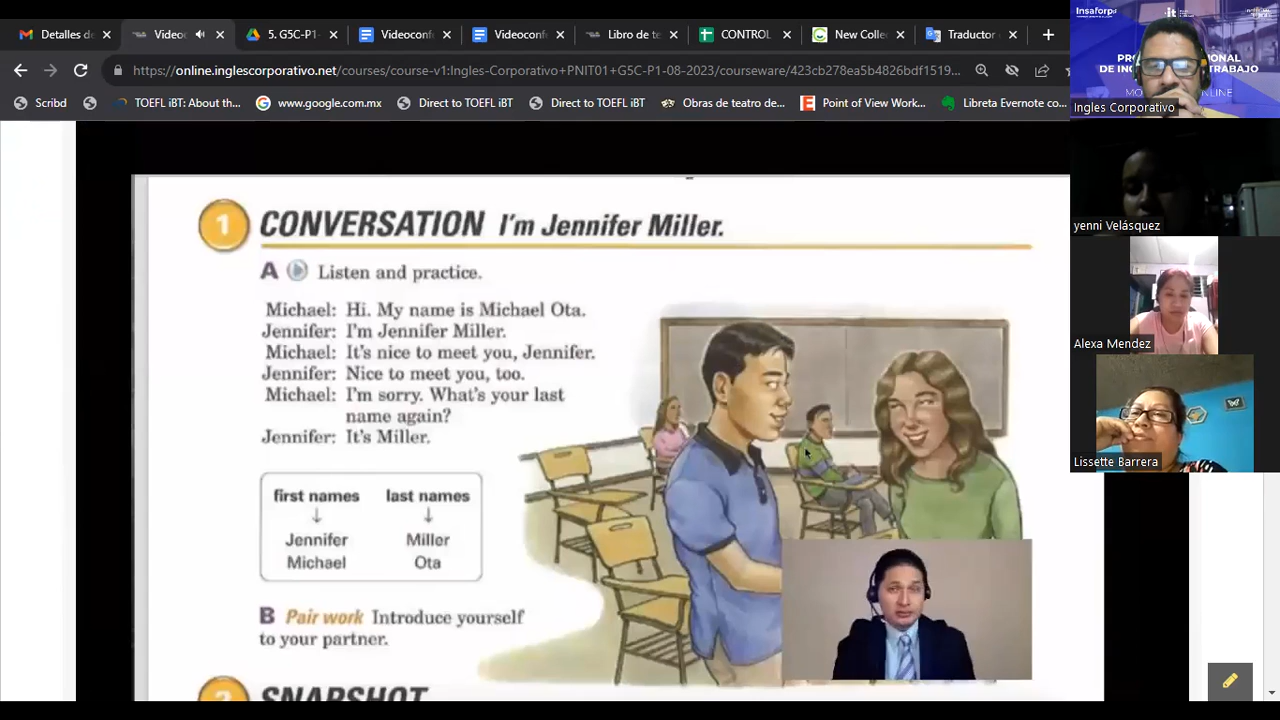 Detalles d
Videoc
5. G5C-P1-
Videoconf
Videoconf
Libro de te
CONTROL
New Colle
Traductor d
https://online.inglescorporativo.net/courses/course-v1:Ingles-Corporativo+PNIT01+G5C-P1-08-2023/courseware/423cb278ea5b4826bdf1519...
Scribd
TOEFL iBT: About th...
www.google.com.mx
Direct to TOEFL iBT
Direct to TOEFL iBT
Obras de teatro de...
Point of View Work...
Libreta Evernote co...
1 CONVERSATION I'm Jennifer Miller.
A Listen and practice.
Michael: Hi. My name is Michael Ota.
Jennifer: I'm Jennifer Miller.
Michael: It's nice to meet you, Jennifer.
Jennifer: Nice to meet you, too.
Michael: I'm sorry. What's your last
name again?
Jennifer: It's Miller.
first names last names
↓ ↓
Jennifer Miller
Michael Ota
B Pair work Introduce yourself
to your partner.
SNAPSHOT
Insaforp
it
Ingles Corporativo
yenni Velásquez
Alexa Mendez
Lissette Barrera